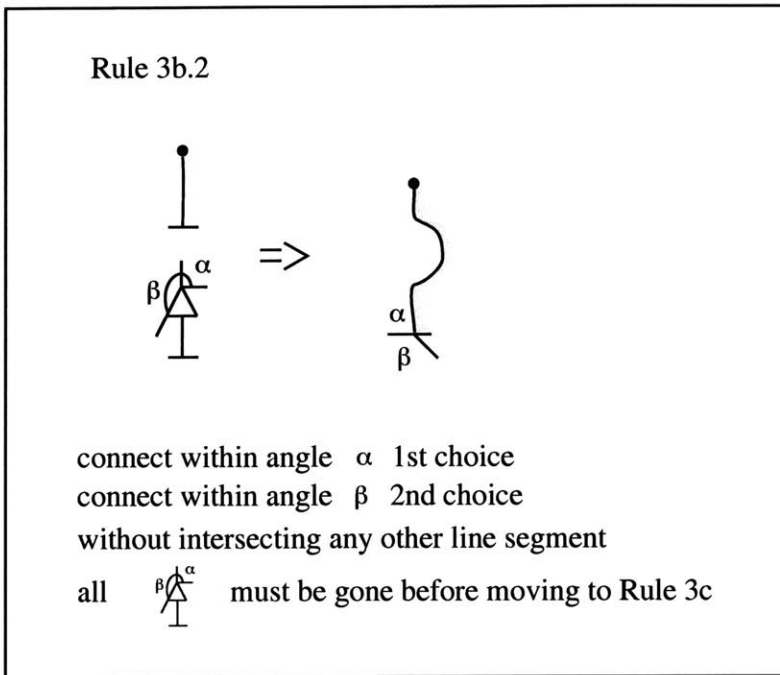 Rule 3b.2
α
=>
β
α
β
connect within angle α 1st choice
connect within angle β 2nd choice
without intersecting any other line segment
all β α must be gone before moving to Rule 3c